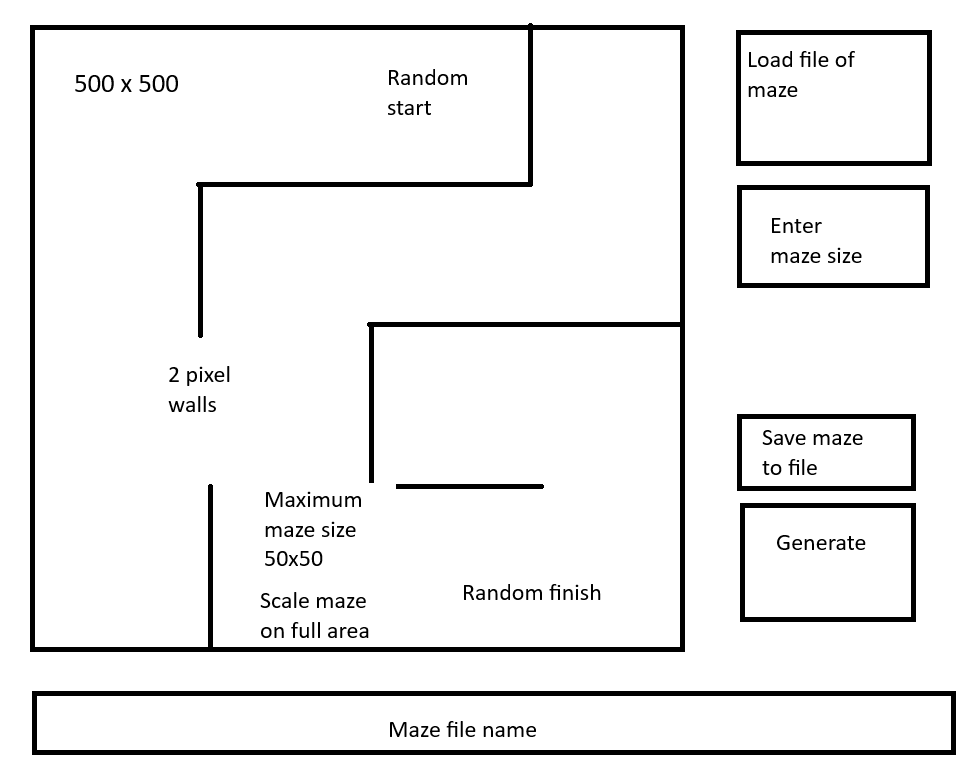 500 x 500
Random
start
Load file of
maze
Enter
maze size
2 pixel
walls
Save maze
to file
Maximum
maze size
50x50
Generate
Scale maze
on full area
Random finish
Maze file name